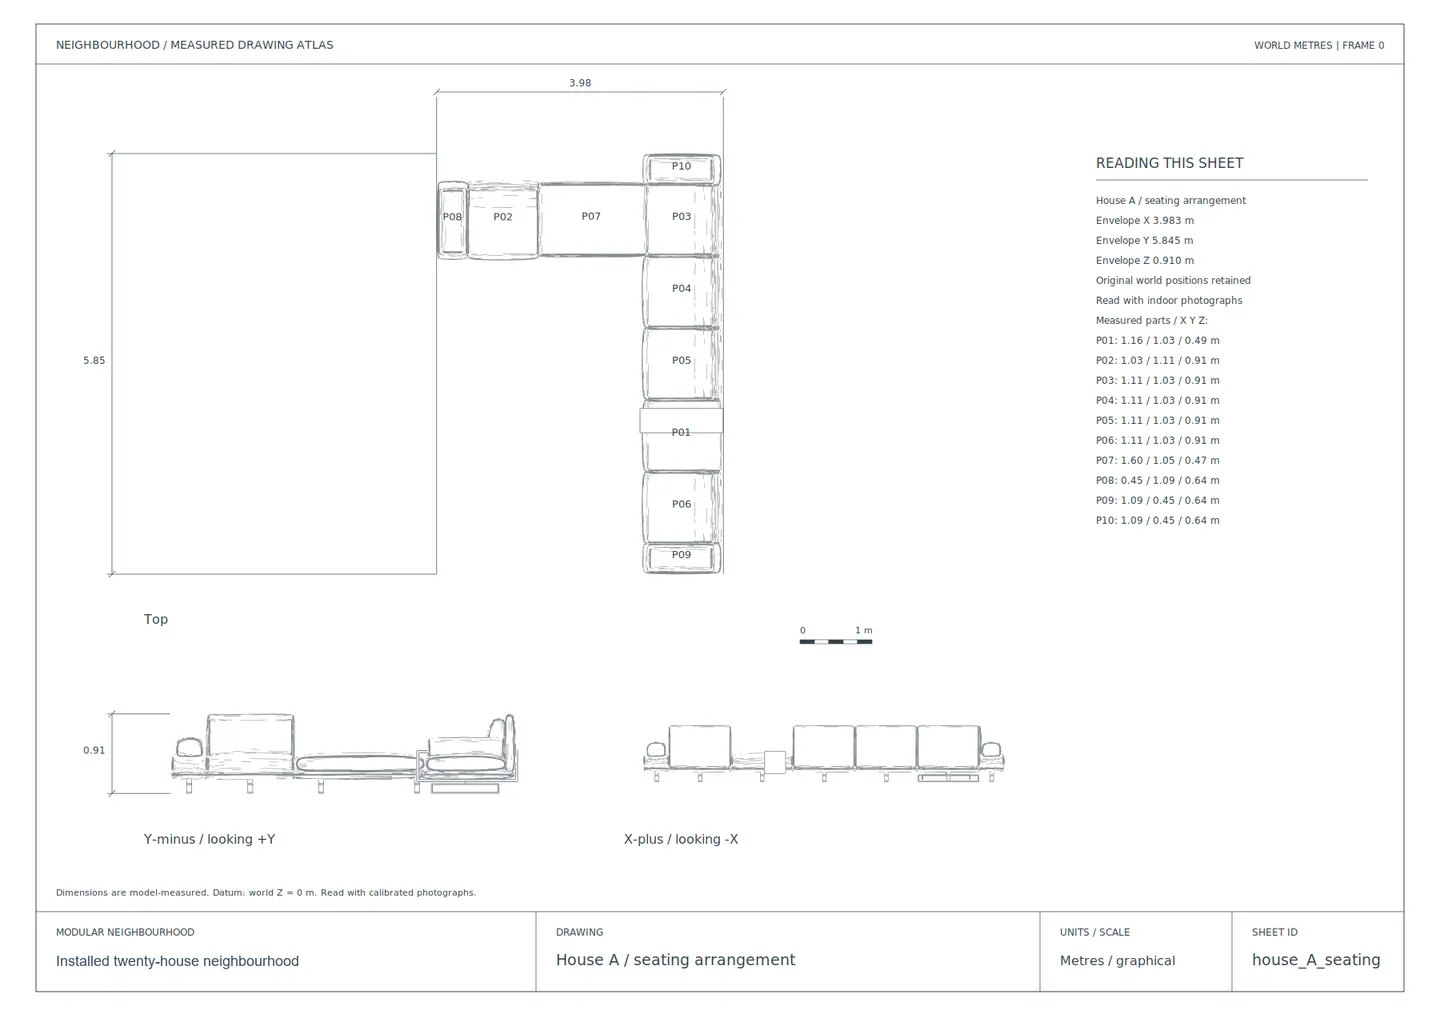 NEIGHBOURHOOD / MEASURED DRAWING ATLAS
WORLD METRES | FRAME 0
3.98
P10
P08
P02
P07
P03
P04
5.85
P05
P01
P06
P09
Top
0
1 m
READING THIS SHEET
House A / seating arrangement
Envelope X 3.983 m
Envelope Y 5.845 m
Envelope Z 0.910 m
Original world positions retained
Read with indoor photographs
Measured parts / X Y Z:
P01: 1.16 / 1.03 / 0.49 m
P02: 1.03 / 1.11 / 0.91 m
P03: 1.11 / 1.03 / 0.91 m
P04: 1.11 / 1.03 / 0.91 m
P05: 1.11 / 1.03 / 0.91 m
P06: 1.11 / 1.03 / 0.91 m
P07: 1.60 / 1.05 / 0.47 m
P08: 0.45 / 1.09 / 0.64 m
P09: 1.09 / 0.45 / 0.64 m
P10: 1.09 / 0.45 / 0.64 m
0.91
Y-minus / looking +Y
X-plus / looking -X
Dimensions are model-measured. Datum: world Z = 0 m. Read with calibrated photographs.
MODULAR NEIGHBOURHOOD
Installed twenty-house neighbourhood
DRAWING
House A / seating arrangement
UNITS / SCALE
Metres / graphical
SHEET ID
house_A_seating